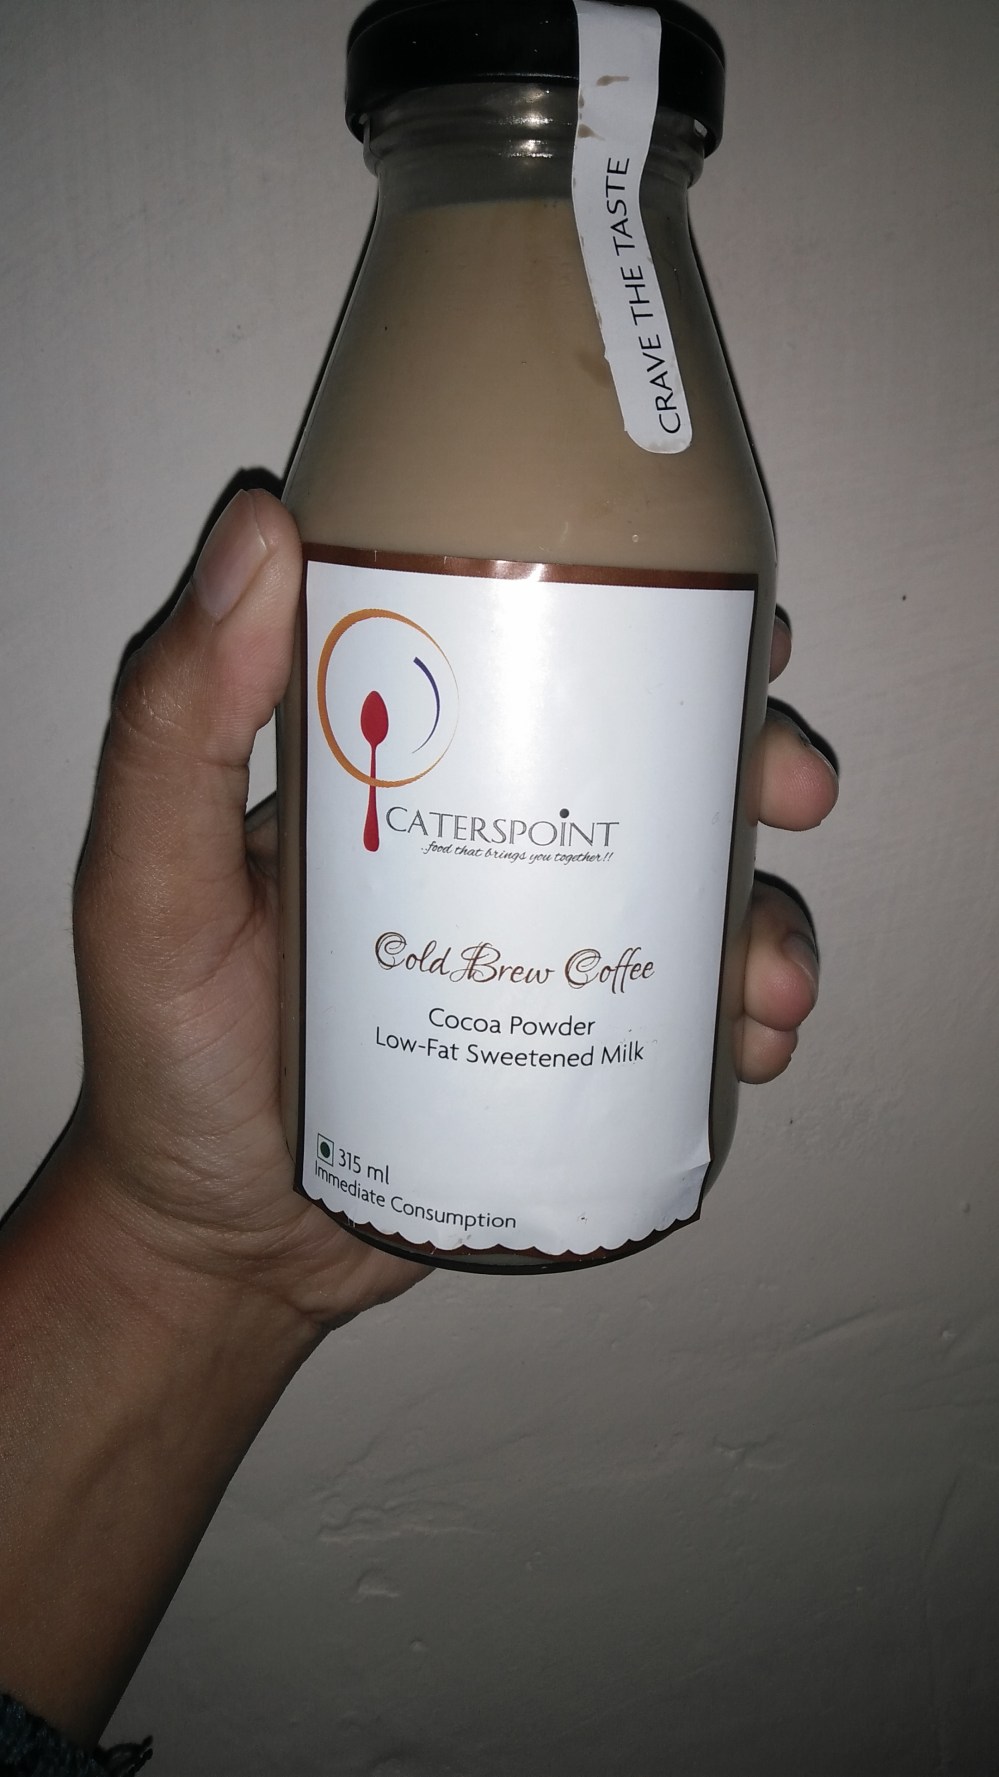 CRAVE THE TASTE
CATERSPOINT
..food that brings you together!!
Cold Brew Coffee
Cocoa Powder
Low-Fat Sweetened Milk
315 ml
Immediate Consumption